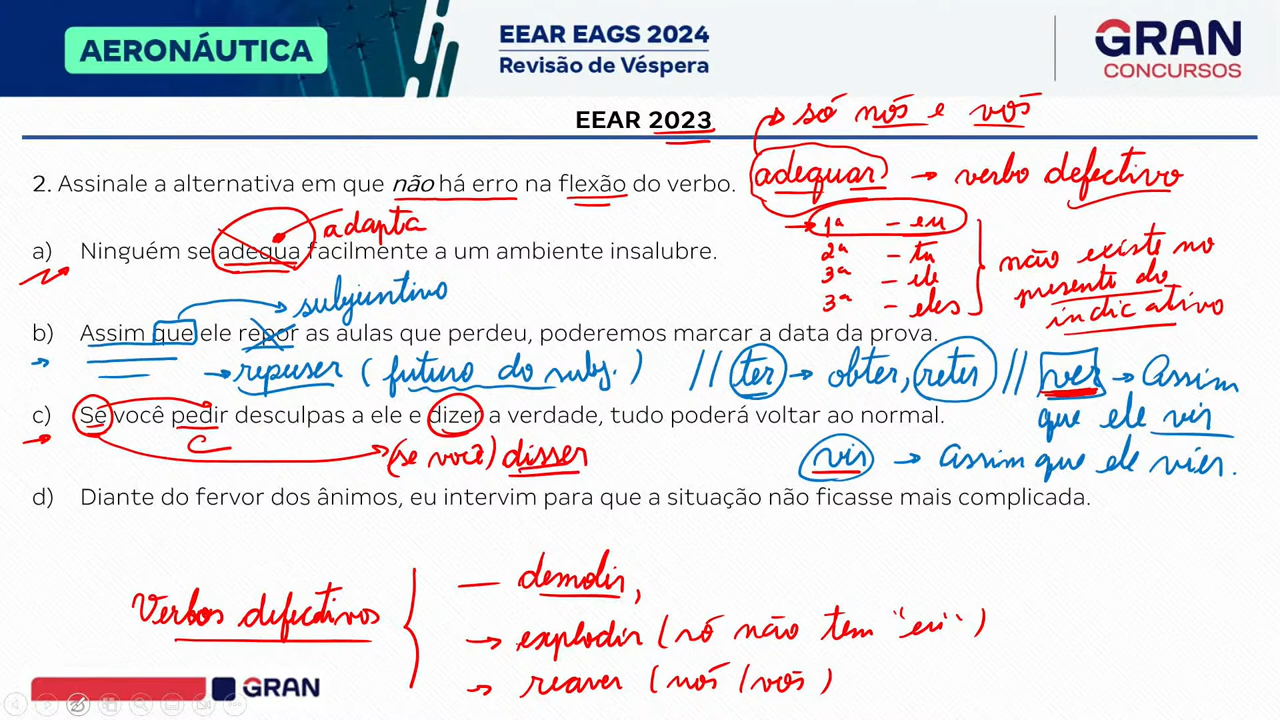 AERONÁUTICA
EEAR EAGS 2024
Revisão de Véspera
GRAN
CONCURSOS
EEAR 2023
só nós e vós
2. Assinale a alternativa em que não há erro na flexão do verbo.
adequar → verbo defectivo
adapta
1ª - eu
2ª - tu
3ª - ele
3ª - eles
não existe no
presente do
indicativo
a) Ninguém se adequa facilmente a um ambiente insalubre.
subjuntivo
b) Assim que ele repor as aulas que perdeu, poderemos marcar a data da prova.
→ repuser (futuro do subj.) // ter → obter, reter // ver → Assim
que ele vir
c) Se você pedir desculpas a ele e dizer a verdade, tudo poderá voltar ao normal.
C
(se você) disser
vir → Assim que ele vier.
d) Diante do fervor dos ânimos, eu intervim para que a situação não ficasse mais complicada.
Verbos defectivos
— demolir,
→ explodir (só não tem "eu")
→ reaver (nós/vós)
GRAN